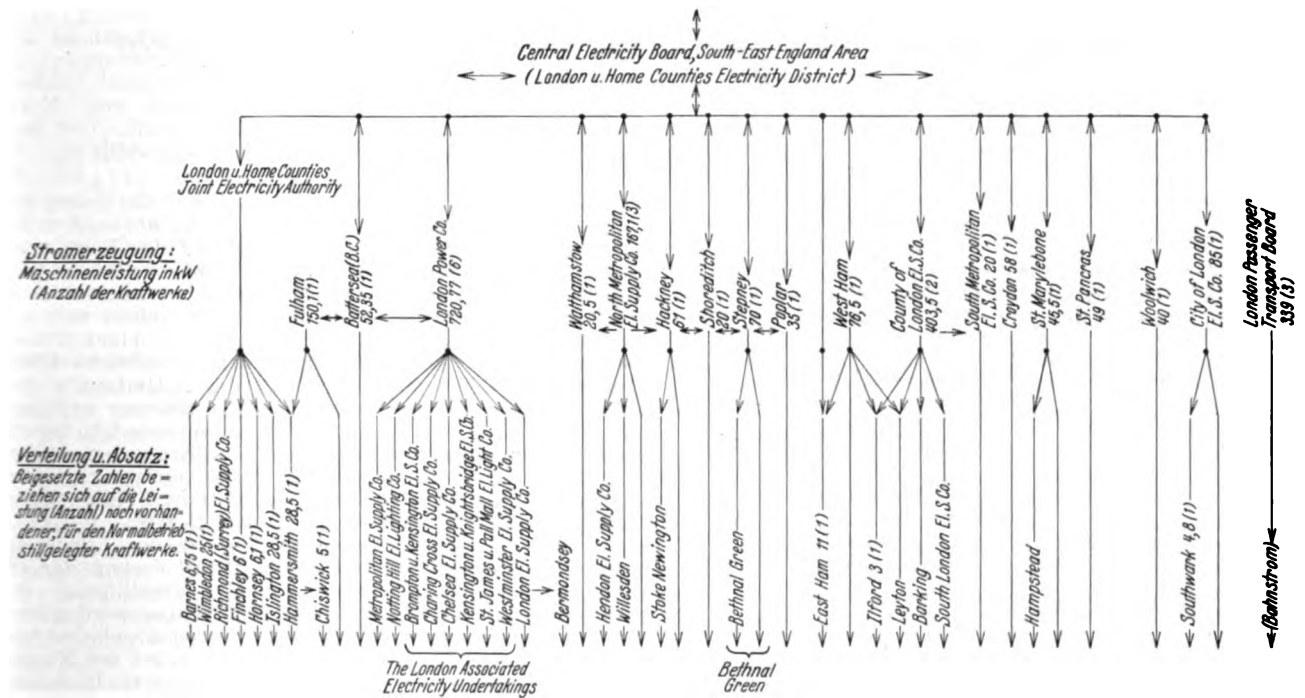 Central Electricity Board, South-East England Area
(London u. Home Counties Electricity District)
London u. Home Counties
Joint Electricity Authority
Stromerzeugung:
Maschinenleistung in kW
(Anzahl der Kraftwerke)
Fulham
150,1 (1)
Battersea (B.C.)
52,35 (1)
London Power Co.
720,77 (6)
Walthamstow
20,5 (1)
North Metropolitan
El. Supply Co. 167,1 (3)
Hackney
61 (1)
Shoreditch
20 (1)
Stepney
70 (1)
Poplar
35 (1)
West Ham
76,5 (1)
County of
London El. S. Co.
403,5 (2)
South Metropolitan
El. S. Co. 20 (1)
Croydon 58 (1)
St. Marylebone
46,5 (1)
St. Pancras
49 (1)
Woolwich
40 (1)
City of London
El. S. Co. 85 (1)
London Passenger
Transport Board
339 (3)
(Bahnstrom)
Verteilung u. Absatz:
Beigesetzte Zahlen be=
ziehen sich auf die Lei=
stung (Anzahl) noch vorhan=
dener, für den Normalbetrieb
stillgelegter Kraftwerke.
Barnes 6,75 (1)
Wimbledon 25 (1)
Richmond (Surrey) El. Supply Co.
Finchley 6 (1)
Hornsey 6,1 (1)
Islington 28,5 (1)
Hammersmith 28,5 (1)
Chiswick 5 (1)
Metropolitan El. Supply Co.
Notting Hill El. Lighting Co.
Brompton u. Kensington El. S. Co.
Charing Cross El. Supply Co.
Chelsea El. Supply Co.
Kensington u. Knightsbridge El. S. Co.
St. James u. Pall Mall El. Light Co.
Westminster El. Supply Co.
London El. Supply Co.
Bermondsey
Hendon El. Supply Co.
Willesden
Stoke Newington
Bethnal Green
East Ham 11 (1)
Ilford 3 (1)
Leyton
Barking
South London El. S. Co.
Hampstead
Southwark 4,8 (1)
The London Associated
Electricity Undertakings
Bethnal
Green